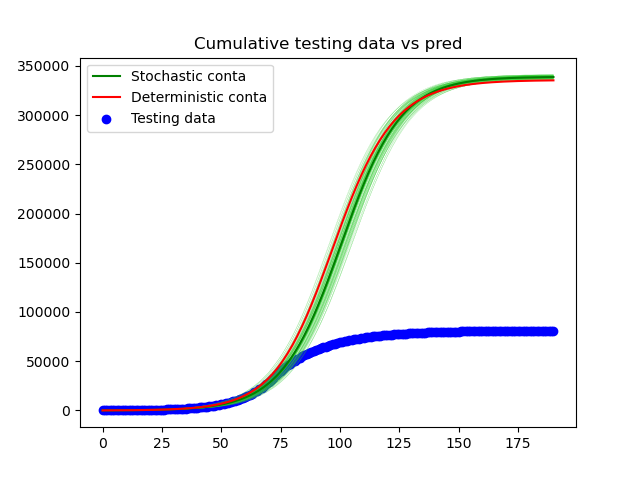 Cumulative testing data vs pred
350000
300000
250000
200000
150000
100000
50000
0
Stochastic conta
Deterministic conta
Testing data
0 25 50 75 100 125 150 175